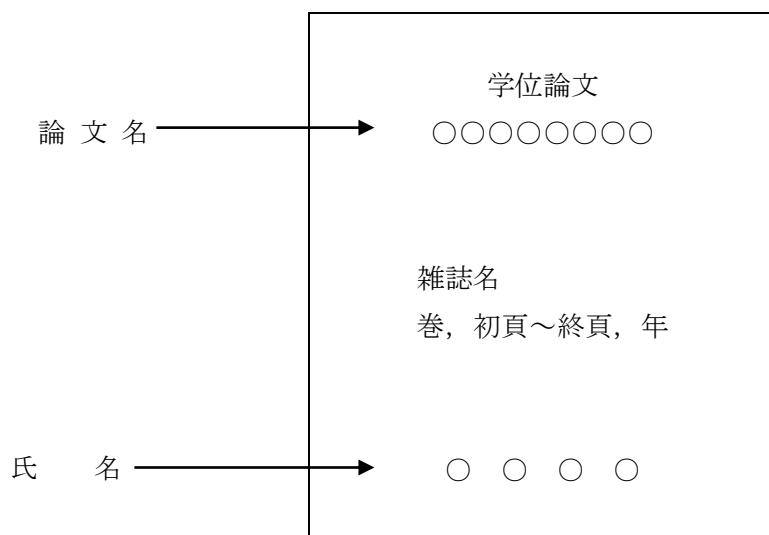 学位論文
論 文 名
○○○○○○○○
雑誌名
巻，初頁～終頁，年
氏　　名
○　○　○　○